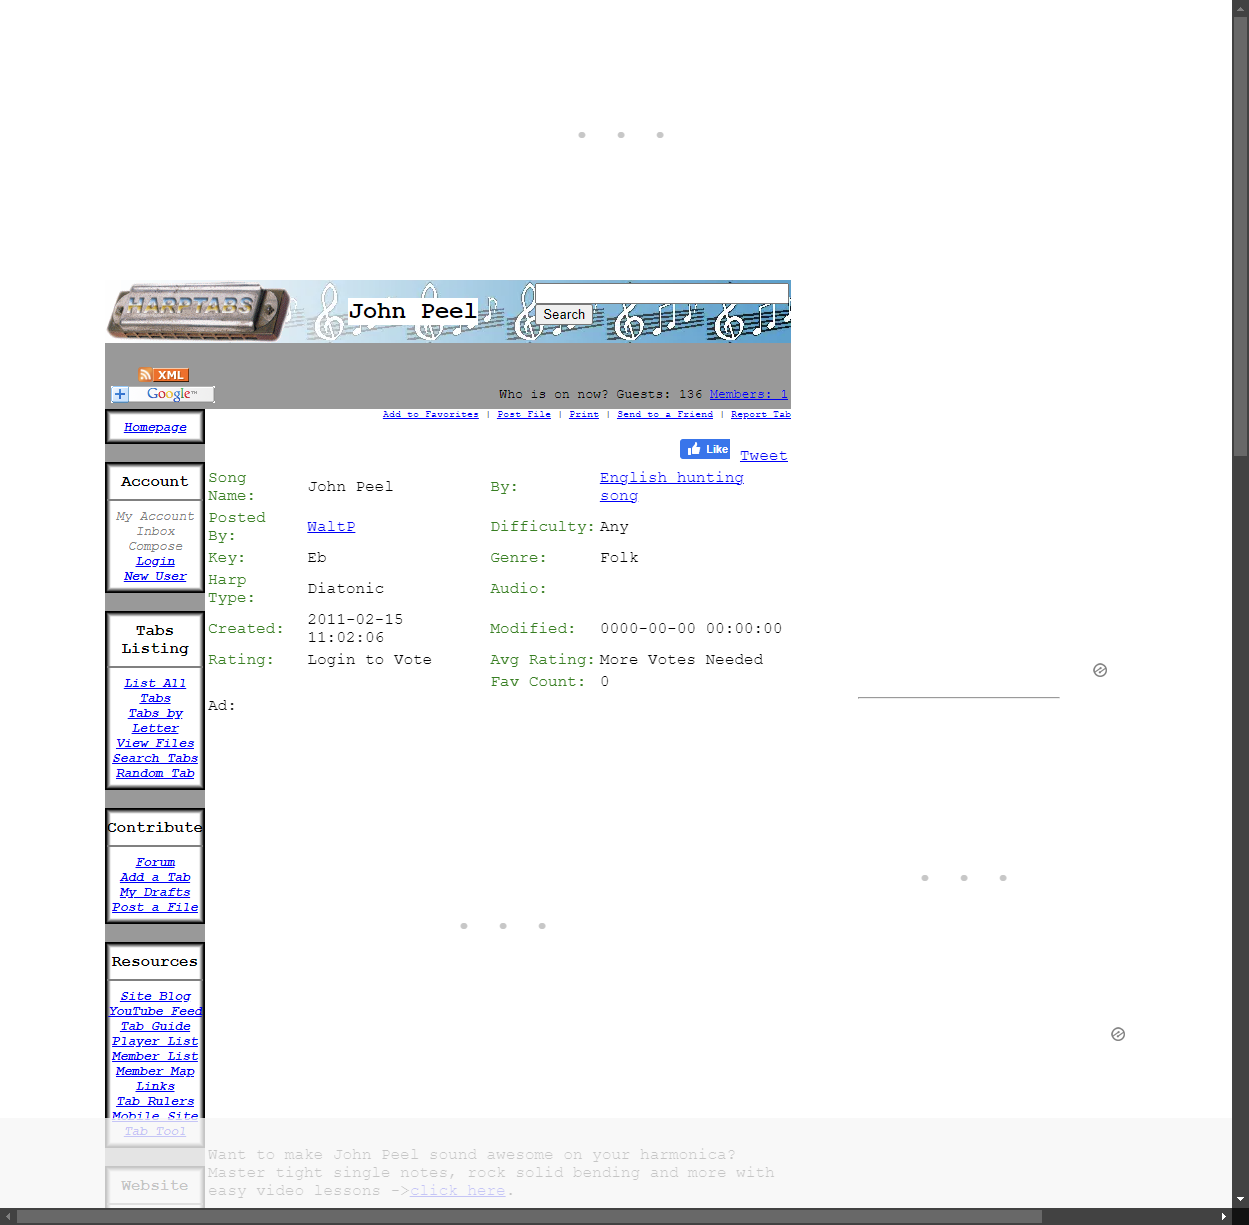 HARPTABS
John Peel
Search
XML
Google™
Who is on now? Guests: 136 Members: 1
Add to Favorites | Post File | Print | Send to a Friend | Report Tab
Homepage
Like Tweet
Account
My Account
Inbox
Compose
Login
New User
Tabs
Listing
List All
Tabs
Tabs by
Letter
View Files
Search Tabs
Random Tab
Contribute
Forum
Add a Tab
My Drafts
Post a File
Resources
Site Blog
YouTube Feed
Tab Guide
Player List
Member List
Member Map
Links
Tab Rulers
Mobile Site
Tab Tool
Website
Song Name: John Peel By: English hunting song
Posted By: WaltP Difficulty: Any
Key: Eb Genre: Folk
Harp Type: Diatonic Audio:
Created: 2011-02-15 11:02:06 Modified: 0000-00-00 00:00:00
Rating: Login to Vote Avg Rating: More Votes Needed
Fav Count: 0
Ad:
Want to make John Peel sound awesome on your harmonica?
Master tight single notes, rock solid bending and more with
easy video lessons ->click here.